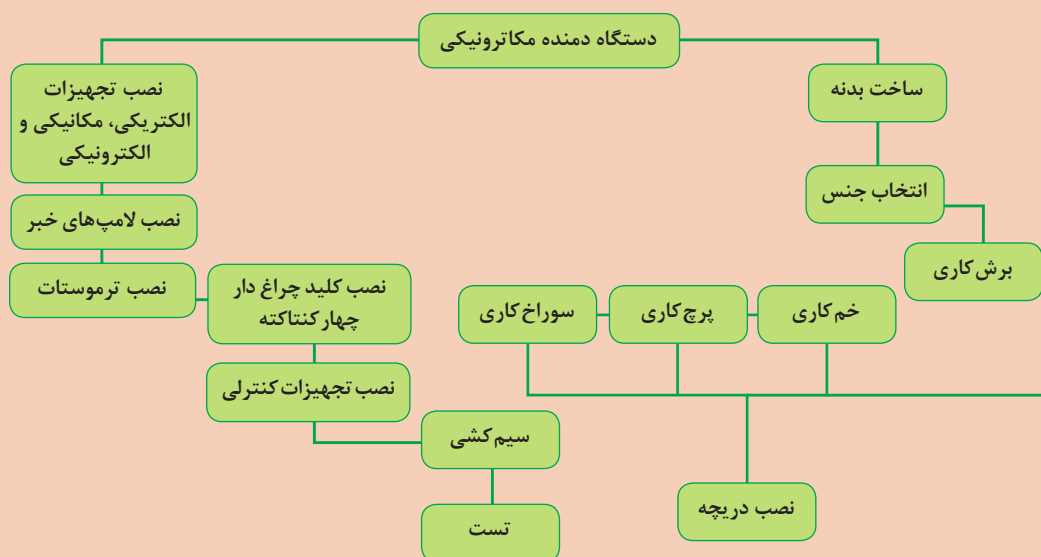 دستگاه دمنده مکاترونیکی
ساخت بدنه
انتخاب جنس
برش‌کاری
خم‌کاری
پرچ‌کاری
سوراخ‌کاری
نصب دریچه
نصب تجهیزات
الکتریکی، مکانیکی و
الکترونیکی
نصب لامپ‌های خبر
نصب ترموستات
نصب کلید چراغ دار
چهارکنتاکته
نصب تجهیزات کنترلی
سیم‌کشی
تست